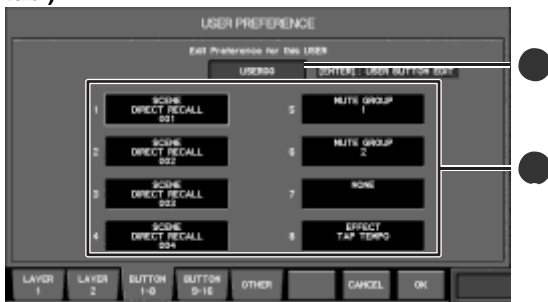 USER PREFERENCE
Edit Preference for this USER
USER00
[ENTER]: USER BUTTON EDIT
1
SCENE
DIRECT RECALL
001
2
SCENE
DIRECT RECALL
002
3
SCENE
DIRECT RECALL
003
4
SCENE
DIRECT RECALL
004
5
MUTE GROUP
1
6
MUTE GROUP
2
7
NONE
8
EFFECT
TAP TEMPO
LAYER
1
LAYER
2
BUTTON
1-8
BUTTON
9-15
OTHER
CANCEL
OK